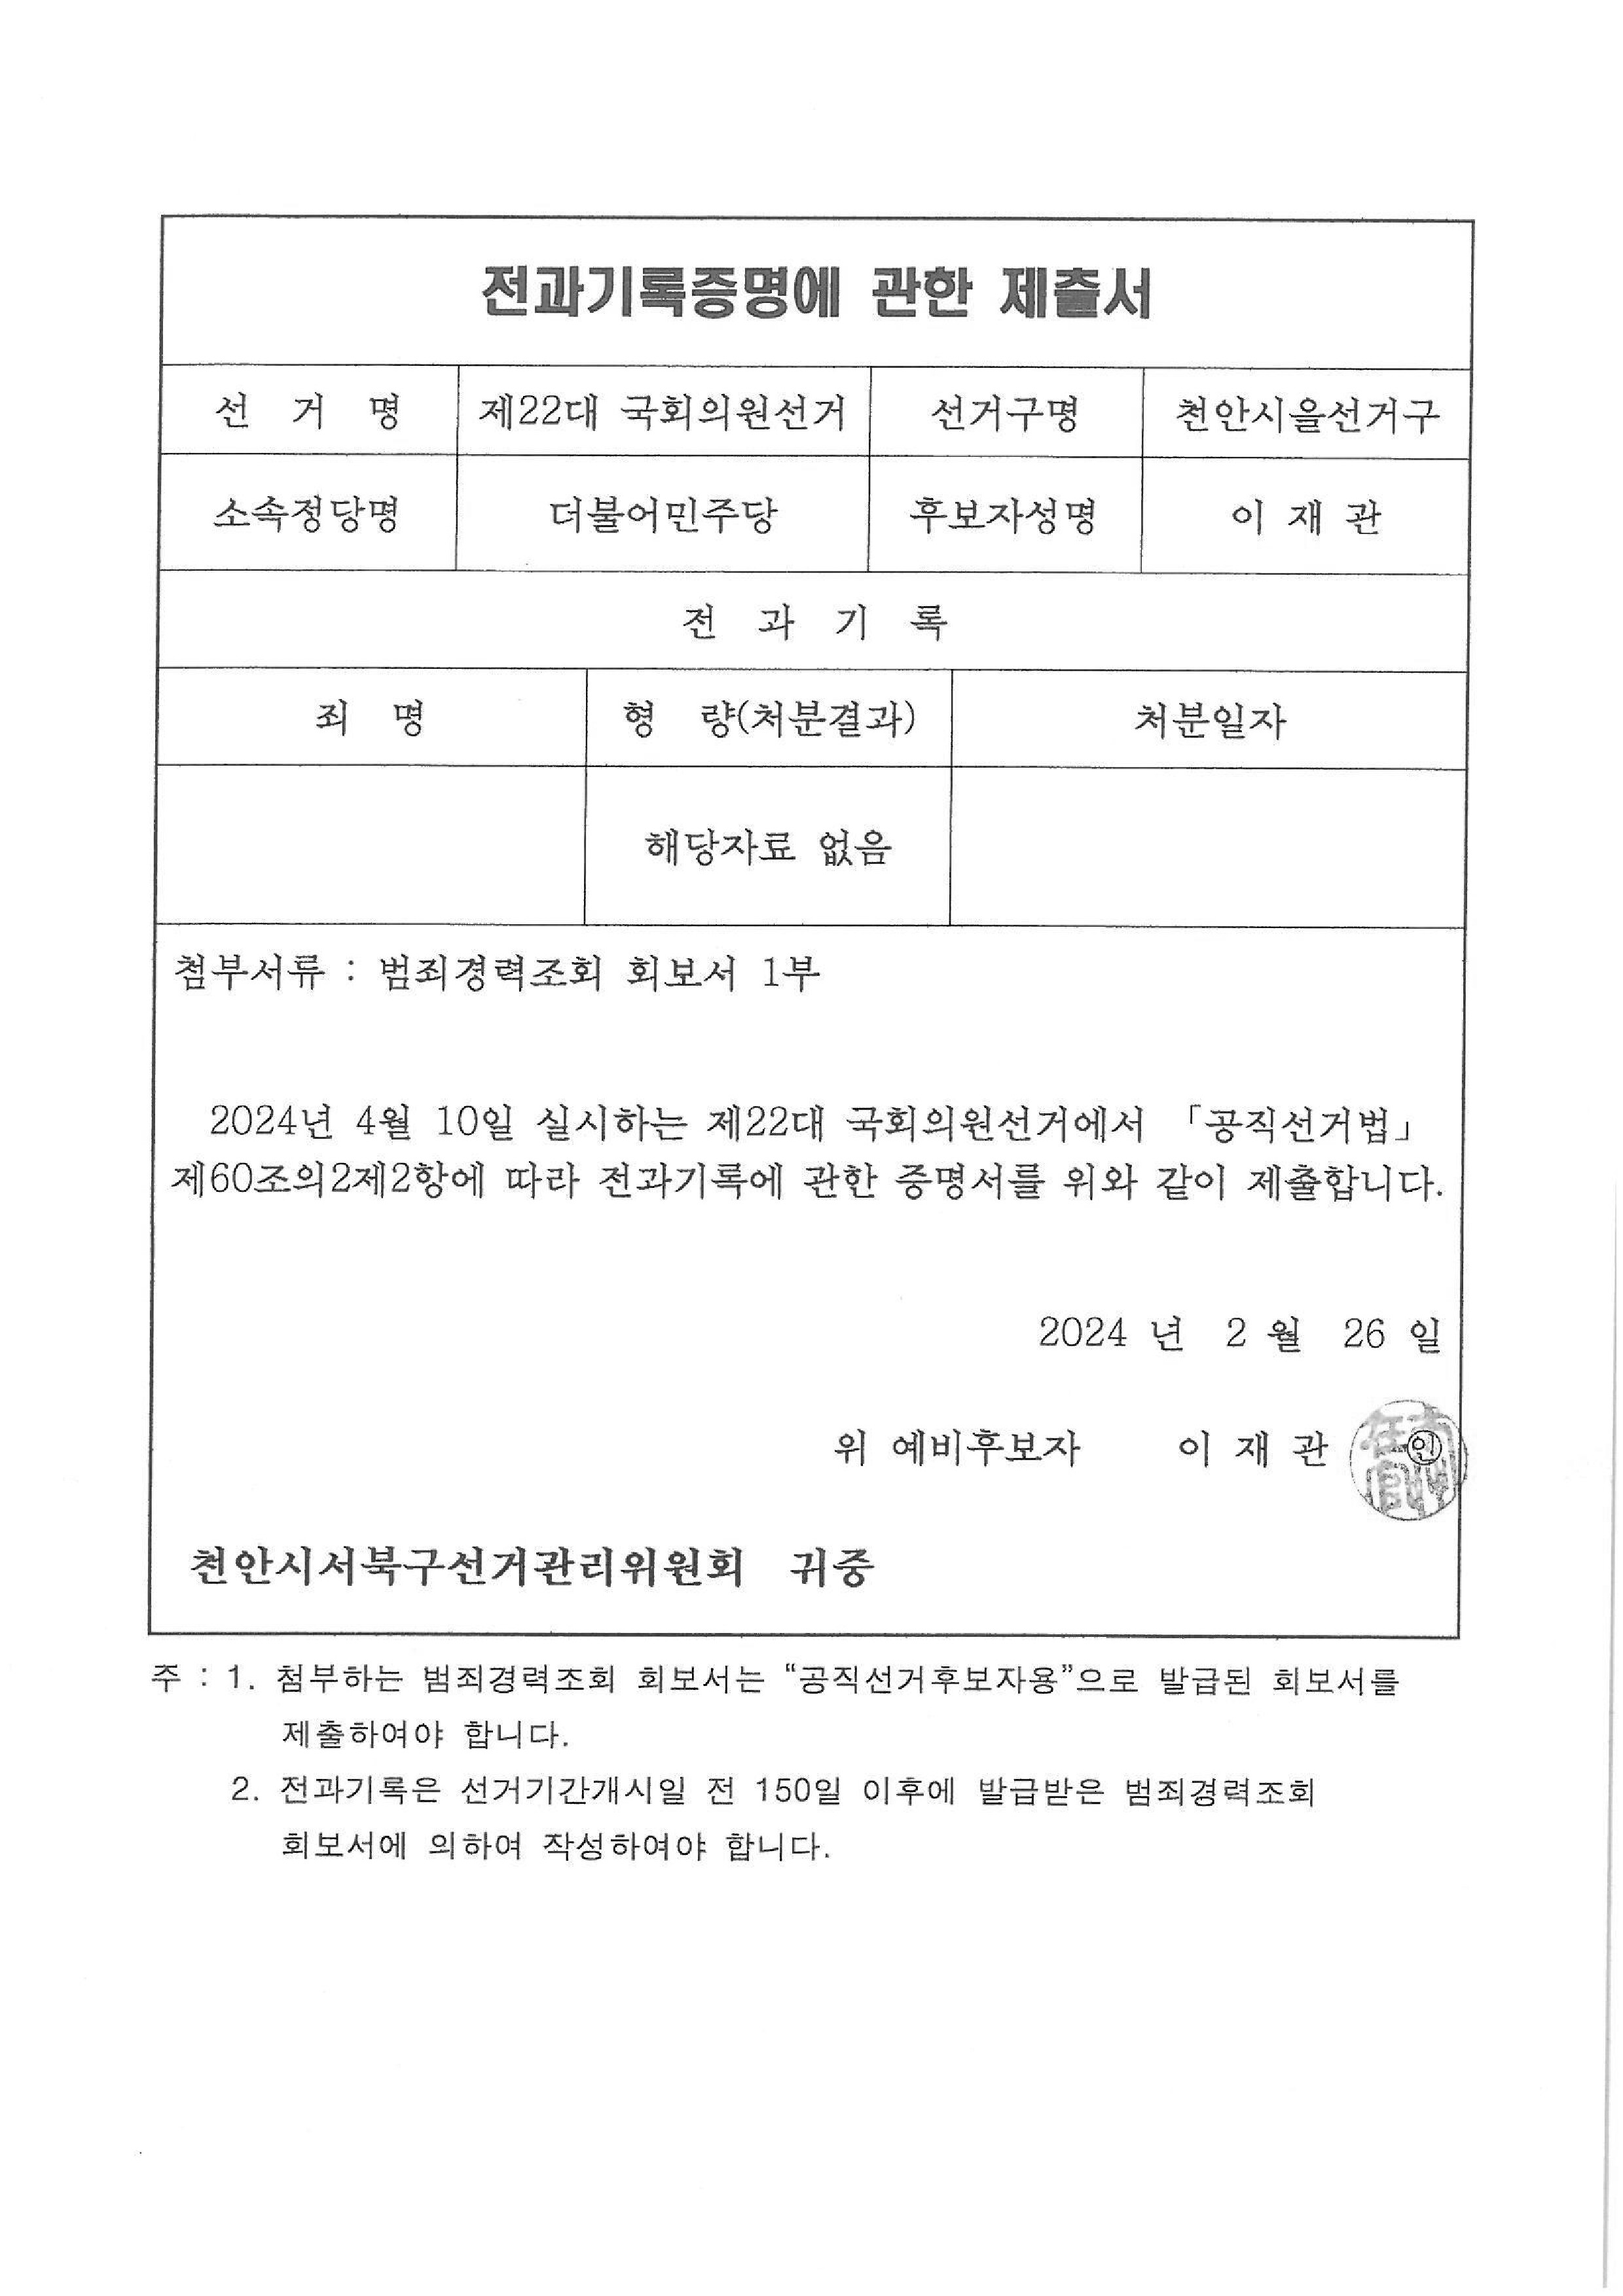 전과기록증명에 관한 제출서
선 거 명 제22대 국회의원선거 선거구명 천안시을선거구
소속정당명 더불어민주당 후보자성명 이 재 관
전 과 기 록
죄 명 형 량(처분결과) 처분일자
해당자료 없음
첨부서류 : 범죄경력조회 회보서 1부
2024년 4월 10일 실시하는 제22대 국회의원선거에서 「공직선거법」
제60조의2제2항에 따라 전과기록에 관한 증명서를 위와 같이 제출합니다.
2024 년 2 월 26 일
위 예비후보자 이 재 관 ㊞
천안시서북구선거관리위원회 귀중
주 : 1. 첨부하는 범죄경력조회 회보서는 “공직선거후보자용”으로 발급된 회보서를
제출하여야 합니다.
2. 전과기록은 선거기간개시일 전 150일 이후에 발급받은 범죄경력조회
회보서에 의하여 작성하여야 합니다.